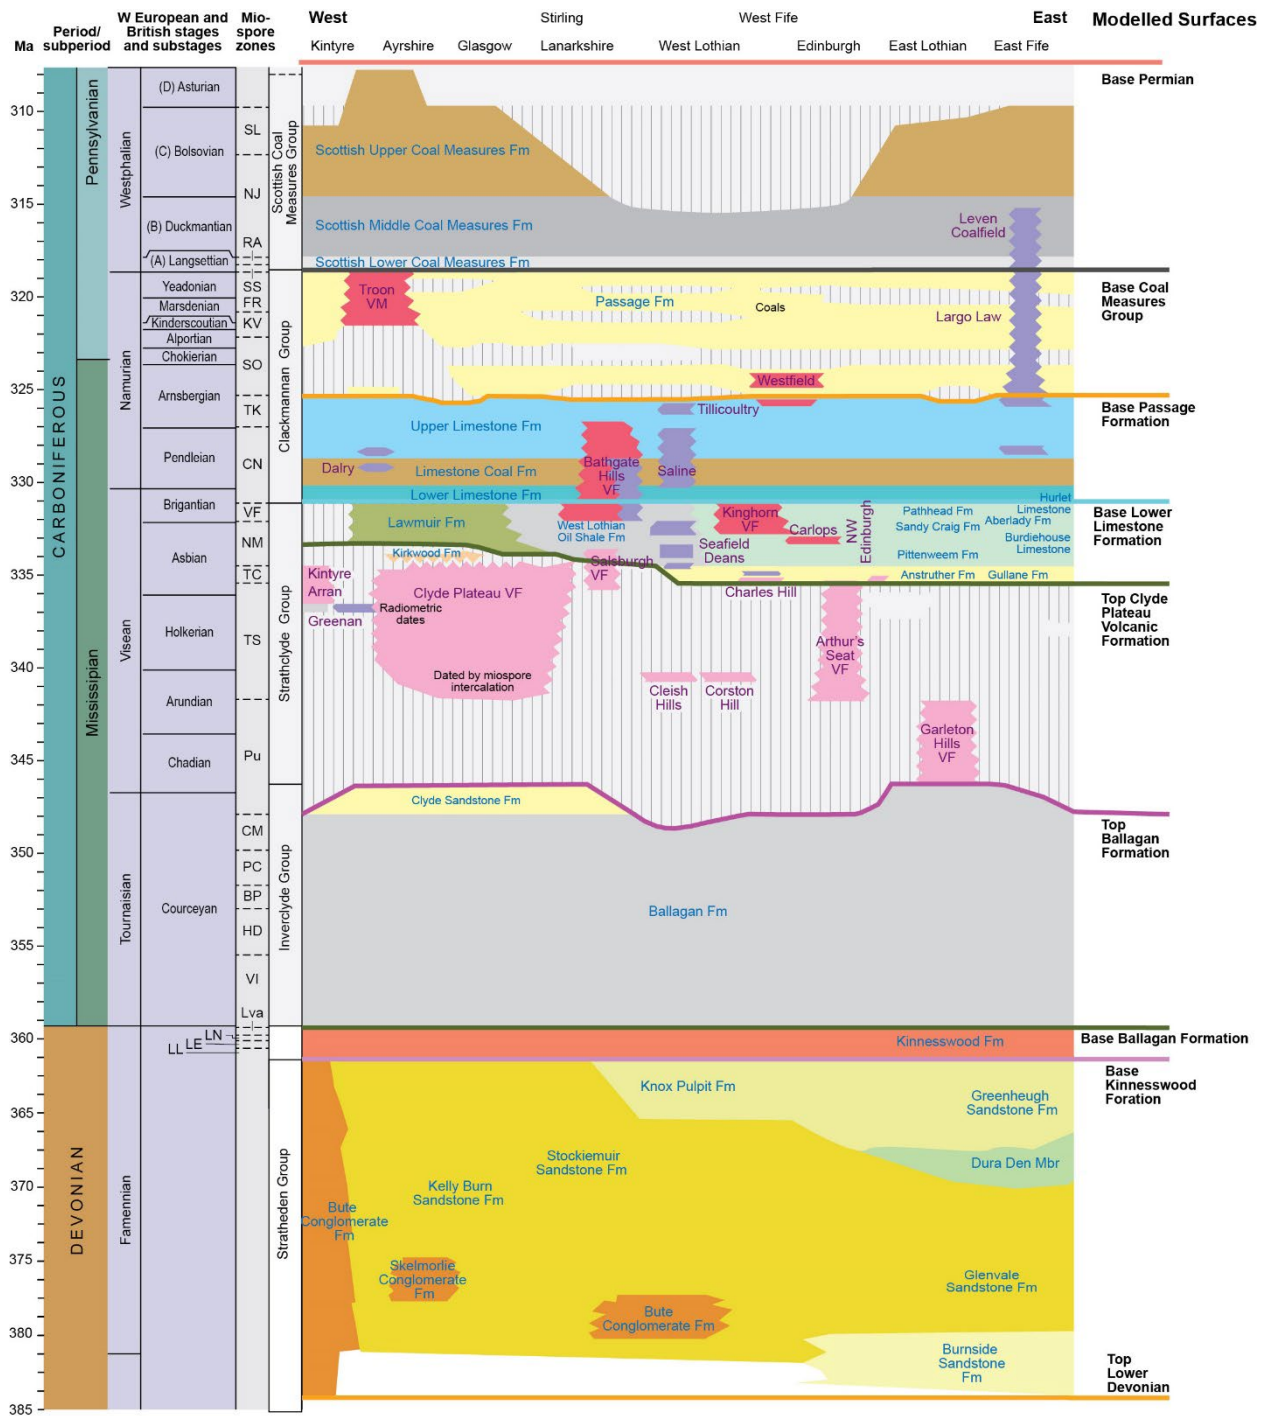 West
Stirling
West Fife
East
Modelled Surfaces
Ma
Period/
subperiod
W European and
British stages
and substages
Mio-
spore
zones
Kintyre
Ayrshire
Glasgow
Lanarkshire
West Lothian
Edinburgh
East Lothian
East Fife
310
315
320
325
330
335
340
345
350
355
360
365
370
375
380
385
CARBONIFEROUS
DEVONIAN
Pennsylvanian
Mississipian
Westphalian
Namurian
Visean
Tournaisian
Famennian
(D) Asturian
(C) Bolsovian
(B) Duckmantian
(A) Langsettian
Yeadonian
Marsdenian
Kinderscoutian
Alportian
Chokierian
Arnsbergian
Pendleian
Brigantian
Asbian
Holkerian
Arundian
Chadian
Courceyan
SL
NJ
RA
SS
FR
KV
SO
TK
CN
VF
NM
TC
TS
Pu
CM
PC
BP
HD
VI
Lva
LN
LE
LL
Scottish Coal
Measures Group
Clackmannan Group
Strathclyde Group
Inverclyde Group
Stratheden Group
Scottish Upper Coal Measures Fm
Scottish Middle Coal Measures Fm
Scottish Lower Coal Measures Fm
Leven
Coalfield
Troon
VM
Passage Fm
Coals
Largo Law
Westfield
Tillicoultry
Upper Limestone Fm
Dalry
Limestone Coal Fm
Bathgate
Hills
VF
Saline
Lower Limestone Fm
Hurlet
Limestone
Lawmuir Fm
West Lothian
Oil Shale Fm
Kinghorn
VF
Carlops
NW
Edinburgh
Pathhead Fm
Sandy Craig Fm
Aberlady Fm
Burdiehouse
Limestone
Pittenweem Fm
Seafield
Deans
Kirkwood Fm
Salsburgh
VF
Anstruther Fm
Gullane Fm
Kintyre
Arran
Greenan
Clyde Plateau VF
Radiometric
dates
Charles Hill
Dated by miospore
intercalation
Cleish
Hills
Corston
Hill
Arthur's
Seat
VF
Garleton
Hills
VF
Clyde Sandstone Fm
Ballagan Fm
Kinnesswood Fm
Knox Pulpit Fm
Greenheugh
Sandstone Fm
Dura Den Mbr
Stockiemuir
Sandstone Fm
Kelly Burn
Sandstone Fm
Bute
Conglomerate
Fm
Skelmorlie
Conglomerate
Fm
Bute
Conglomerate Fm
Glenvale
Sandstone Fm
Burnside
Sandstone
Fm
Base Permian
Base Coal
Measures
Group
Base Passage
Formation
Base Lower
Limestone
Formation
Top Clyde
Plateau
Volcanic
Formation
Top
Ballagan
Formation
Base Ballagan Formation
Base
Kinnesswood
Foration
Top
Lower
Devonian